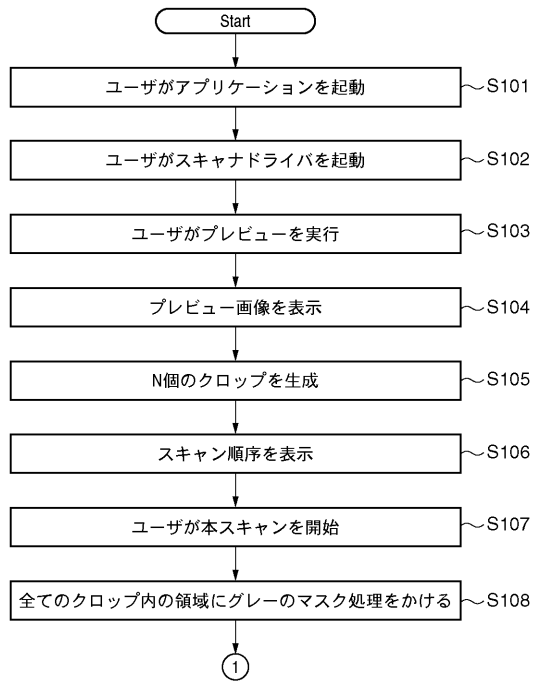 Start
ユーザがアプリケーションを起動 S101
ユーザがスキャナドライバを起動 S102
ユーザがプレビューを実行 S103
プレビュー画像を表示 S104
N個のクロップを生成 S105
スキャン順序を表示 S106
ユーザが本スキャンを開始 S107
全てのクロップ内の領域にグレーのマスク処理をかける S108
1